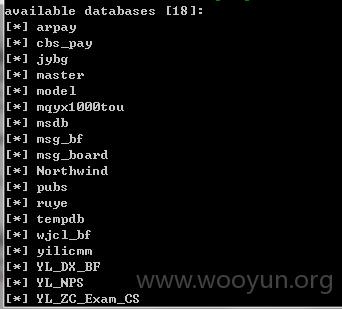 available databases [18]:
[*] arpay
[*] cbs_pay
[*] jybg
[*] master
[*] model
[*] mqyx1000tou
[*] msdb
[*] msg_bf
[*] msg_board
[*] Northwind
[*] pubs
[*] ruye
[*] tempdb
[*] wjcl_bf
[*] yilicmm
[*] YL_DX_BF
[*] YL_NPS
[*] YL_ZC_Exam_CS
www.wooyun.org